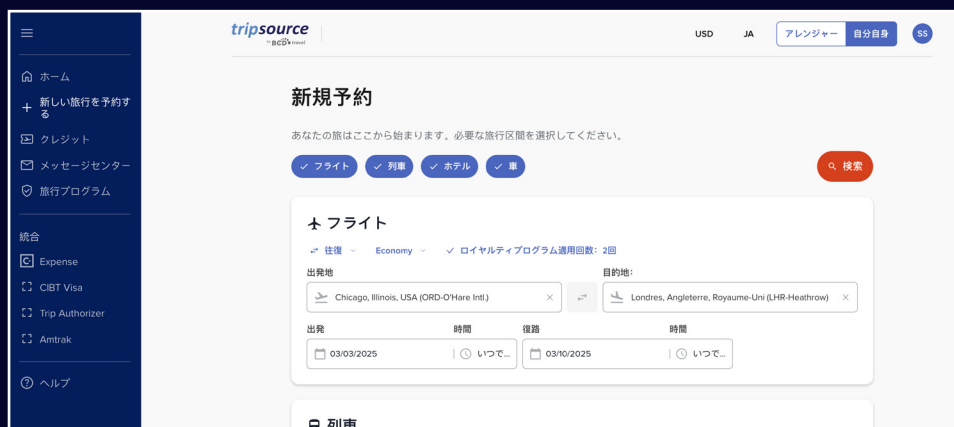 tripsource
by BCD travel
USD
JA
アレンジャー
自分自身
SS
ホーム
新しい旅行を予約す
る
クレジット
メッセージセンター
旅行プログラム
統合
Expense
CIBT Visa
Trip Authorizer
Amtrak
ヘルプ
新規予約
あなたの旅はここから始まります。必要な旅行区間を選択してください。
フライト
列車
ホテル
車
検索
フライト
往復
Economy
ロイヤルティプログラム適用回数: 2回
出発地
目的地:
Chicago, Illinois, USA (ORD-O'Hare Intl.)
Londres, Angleterre, Royaume-Uni (LHR-Heathrow)
出発
時間
復路
時間
03/03/2025
いつで...
03/10/2025
いつで...
列車